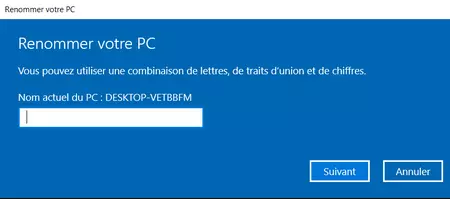 Renommer votre PC
Renommer votre PC
Vous pouvez utiliser une combinaison de lettres, de traits d'union et de chiffres.
Nom actuel du PC : DESKTOP-VETBBFM
Suivant
Annuler